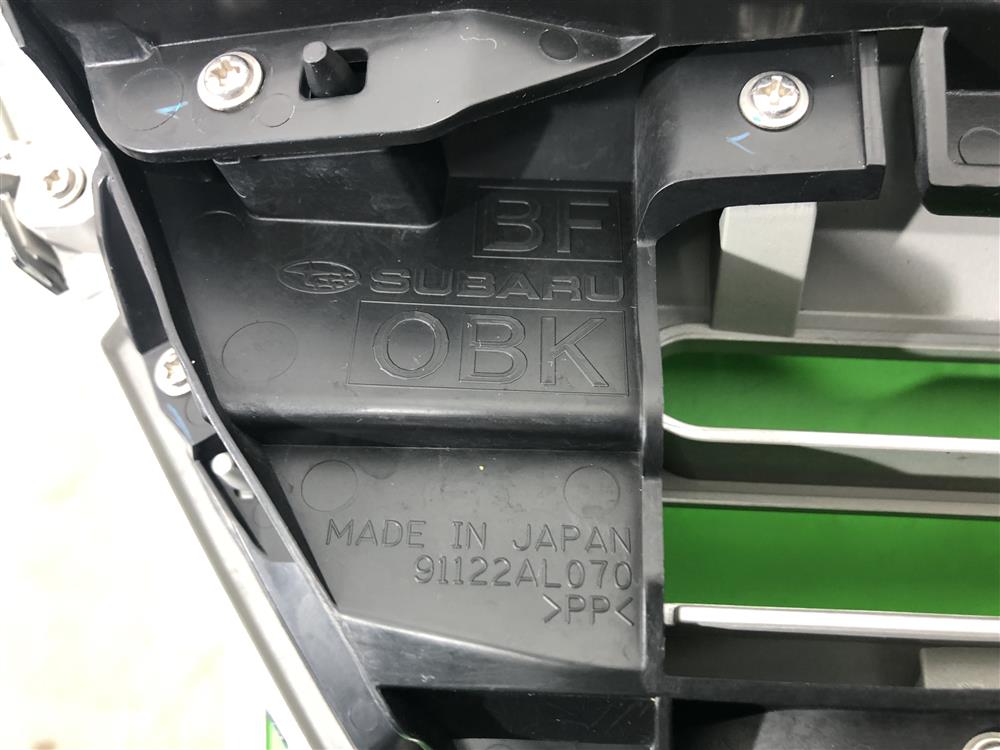 BF
SUBARU
OBK
MADE IN JAPAN
91122AL070
>PP<